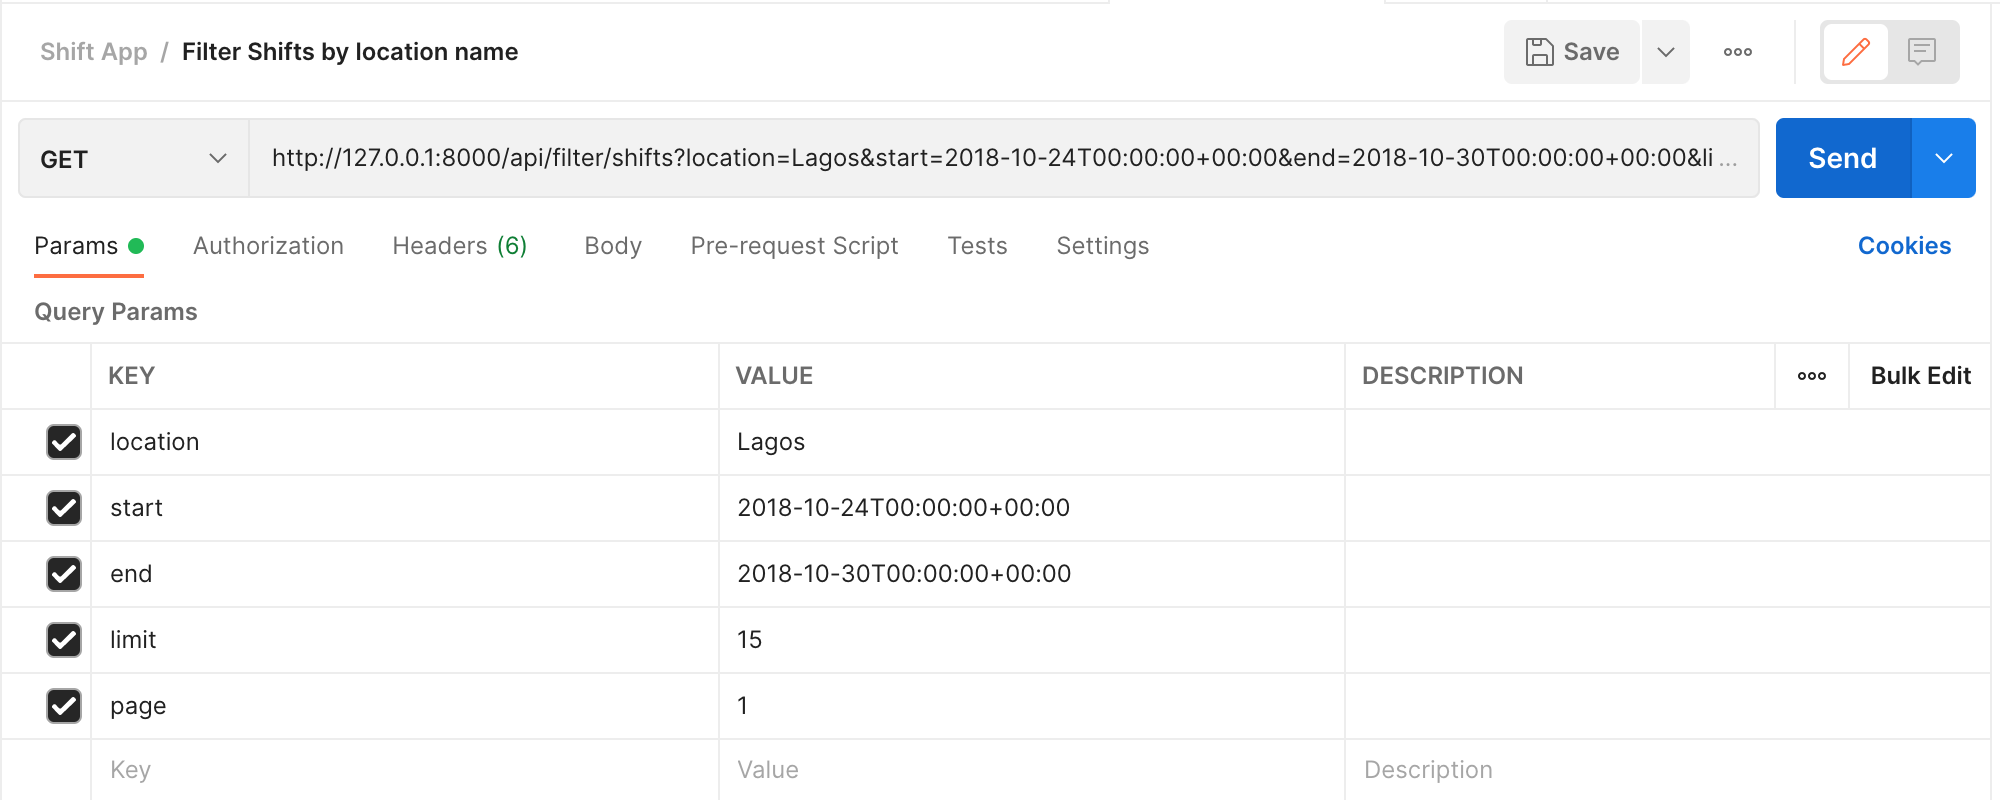 Shift App / Filter Shifts by location name
Save
GET
http://127.0.0.1:8000/api/filter/shifts?location=Lagos&start=2018-10-24T00:00:00+00:00&end=2018-10-30T00:00:00+00:00&li ...
Send
Params
Authorization
Headers (6)
Body
Pre-request Script
Tests
Settings
Cookies
Query Params
KEY VALUE DESCRIPTION Bulk Edit
location Lagos
start 2018-10-24T00:00:00+00:00
end 2018-10-30T00:00:00+00:00
limit 15
page 1
Key Value Description